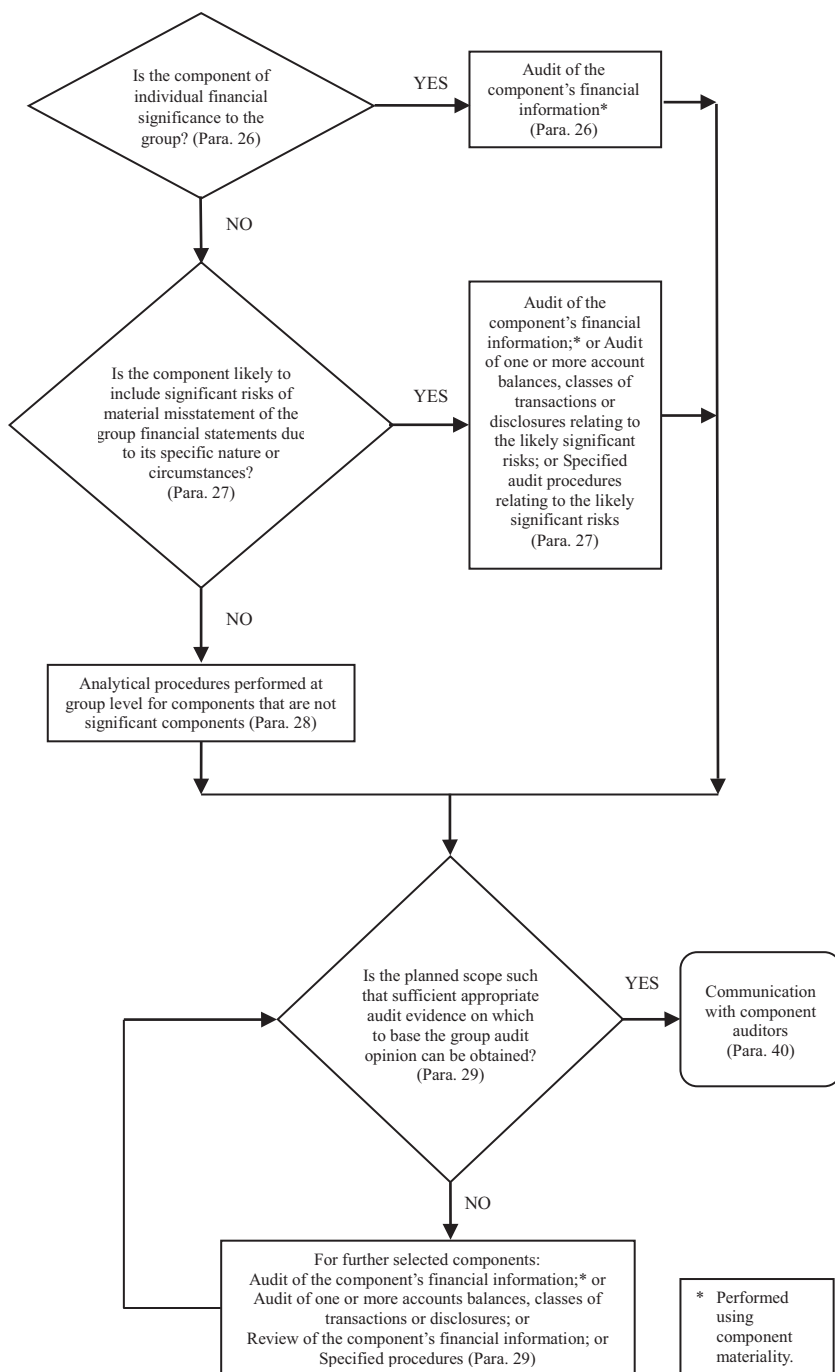 Is the component of
individual financial
significance to the
group? (Para. 26)
YES
Audit of the
component’s financial
information*
(Para. 26)
NO
Is the component likely to
include significant risks of
material misstatement of the
group financial statements due
to its specific nature or
circumstances?
(Para. 27)
YES
Audit of the
component’s financial
information;* or Audit
of one or more account
balances, classes of
transactions or
disclosures relating to
the likely significant
risks; or Specified
audit procedures
relating to the likely
significant risks
(Para. 27)
NO
Analytical procedures performed at
group level for components that are not
significant components (Para. 28)
Is the planned scope such
that sufficient appropriate
audit evidence on which
to base the group audit
opinion can be obtained?
(Para. 29)
YES
Communication
with component
auditors
(Para. 40)
NO
For further selected components:
Audit of the component’s financial information;* or
Audit of one or more accounts balances, classes of
transactions or disclosures; or
Review of the component’s financial information; or
Specified procedures (Para. 29)
* Performed
using
component
materiality.